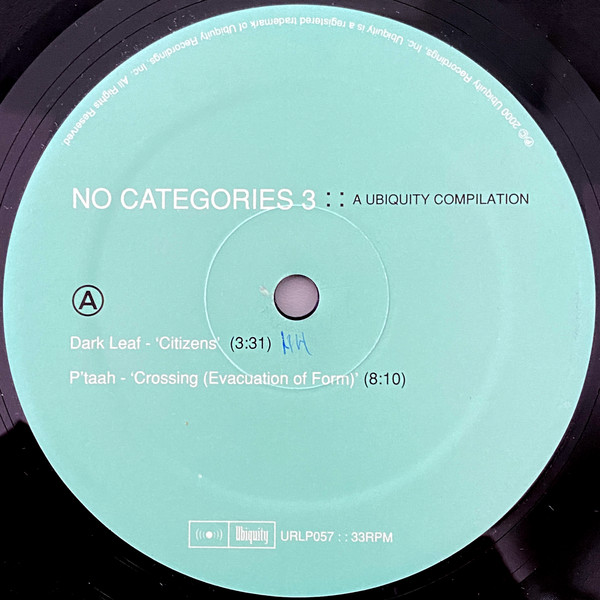 ℗© 2000 Ubiquity Recordings, Inc. Ubiquity is a registered trademark of Ubiquity Recordings, Inc. All Rights Reserved
NO CATEGORIES 3 :: A UBIQUITY COMPILATION
A
Dark Leaf - ‘Citizens’ (3:31) NH
P'taah - ‘Crossing (Evacuation of Form)’ (8:10)
Ubiquity URLP057 :: 33RPM